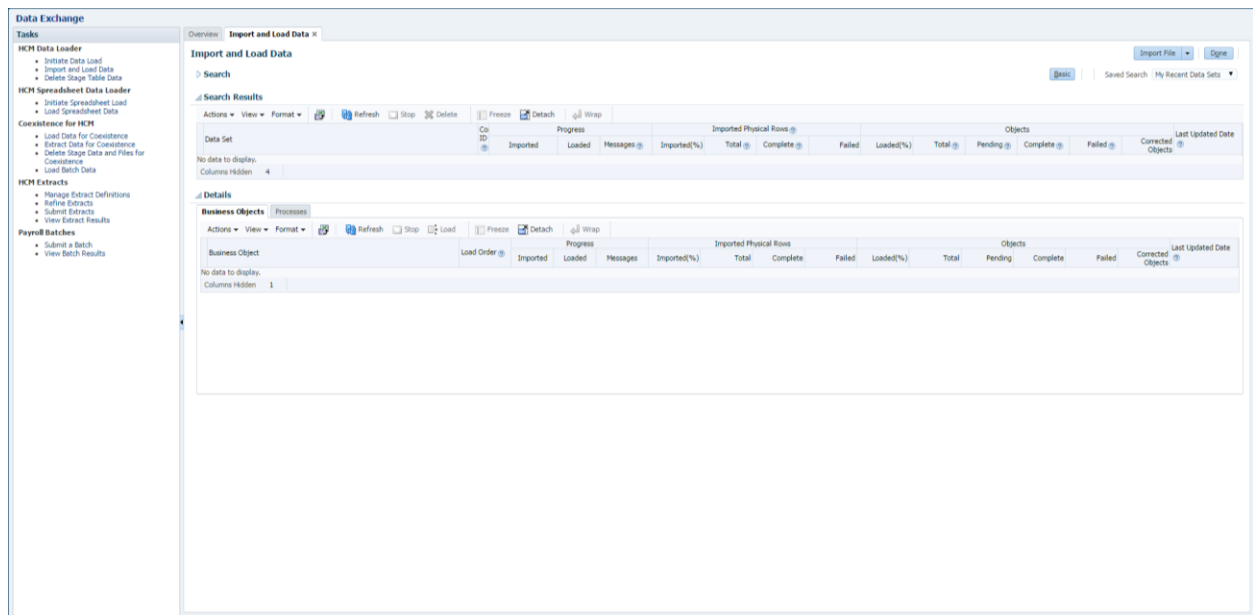 Data Exchange
Tasks
HCM Data Loader
Initiate Data Load
Import and Load Data
Delete Stage Table Data
HCM Spreadsheet Data Loader
Initiate Spreadsheet Load
Load Spreadsheet Data
Coexistence for HCM
Load Data for Coexistence
Extract Data for Coexistence
Delete Stage Data and Files for
Coexistence
Load Batch Data
HCM Extracts
Manage Extract Definitions
Refine Extracts
Submit Extracts
View Extract Results
Payroll Batches
Submit a Batch
View Batch Results
Overview Import and Load Data ×
Import and Load Data
Import File Done
Search
Basic Saved Search My Recent Data Sets
Search Results
Actions View Format Refresh Stop Delete Freeze Detach Wrap
Co Progress Imported Physical Rows Objects
Data Set ID Imported Loaded Messages Imported(%) Total Complete Failed Loaded(%) Total Pending Complete Failed Corrected Objects Last Updated Date
No data to display.
Columns Hidden 4
Details
Business Objects Processes
Actions View Format Refresh Stop Load Freeze Detach Wrap
Progress Imported Physical Rows Objects
Business Object Load Order Imported Loaded Messages Imported(%) Total Complete Failed Loaded(%) Total Pending Complete Failed Corrected Objects Last Updated Date
No data to display.
Columns Hidden 1